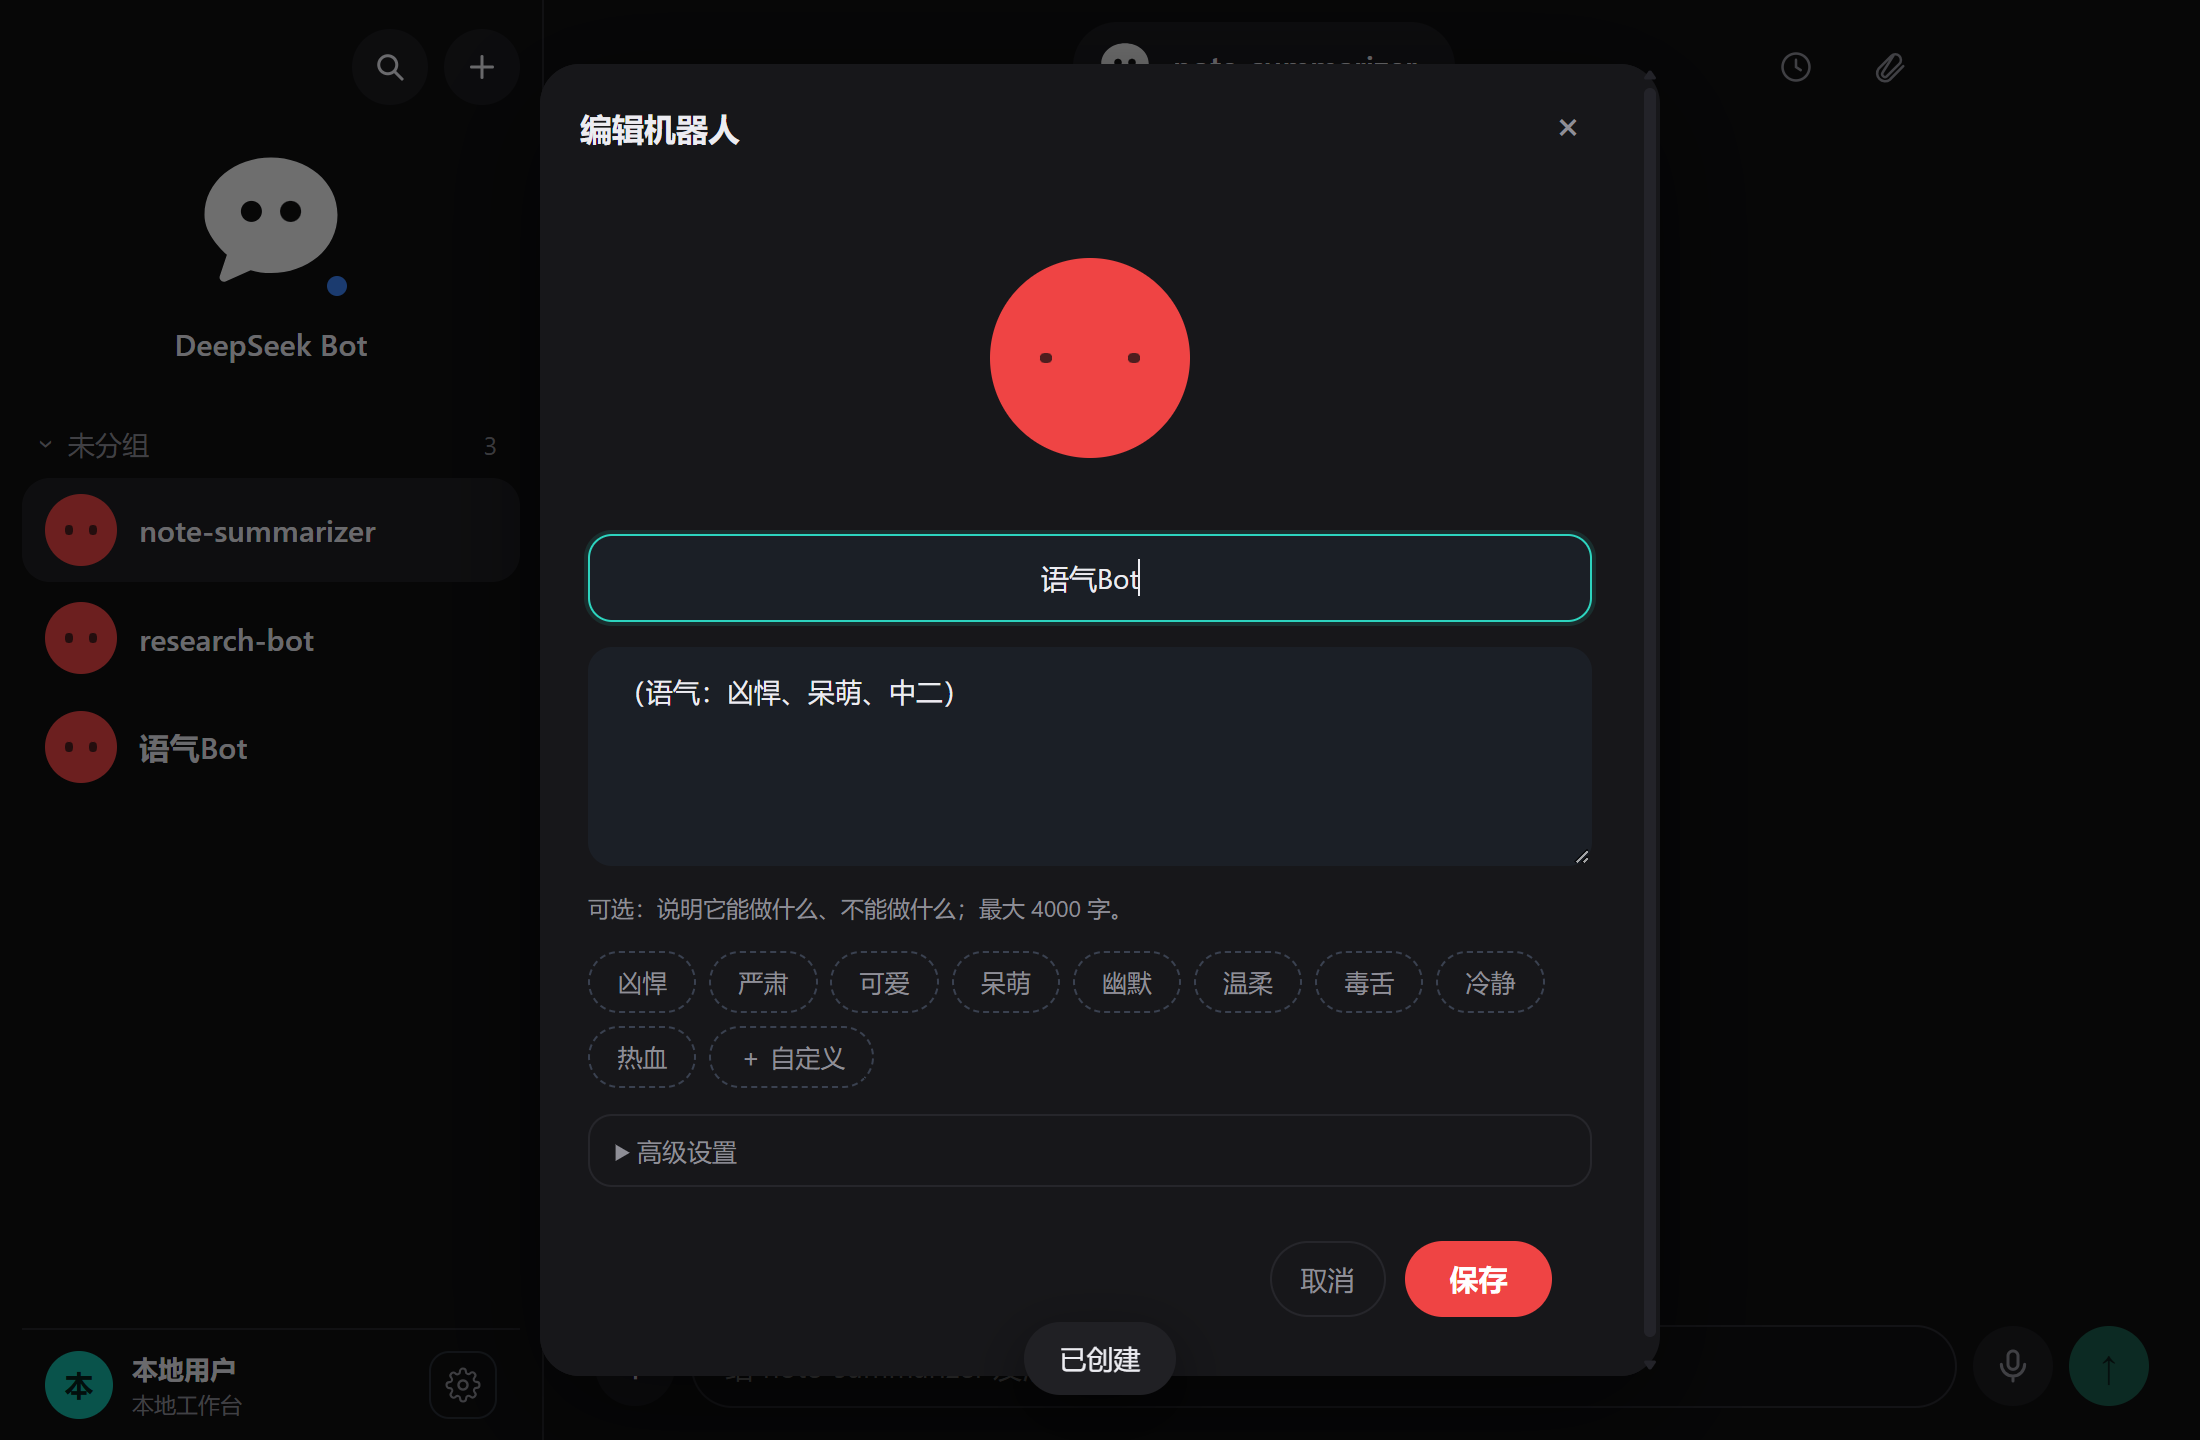 DeepSeek Bot
未分组 3
note-summarizer
research-bot
语气Bot
本
本地用户
本地工作台
note-summarizer
编辑机器人
语气Bot
（语气：凶悍、呆萌、中二）
可选：说明它能做什么、不能做什么；最大 4000 字。
凶悍 严肃 可爱 呆萌 幽默 温柔 毒舌 冷静
热血 + 自定义
高级设置
取消 保存
已创建